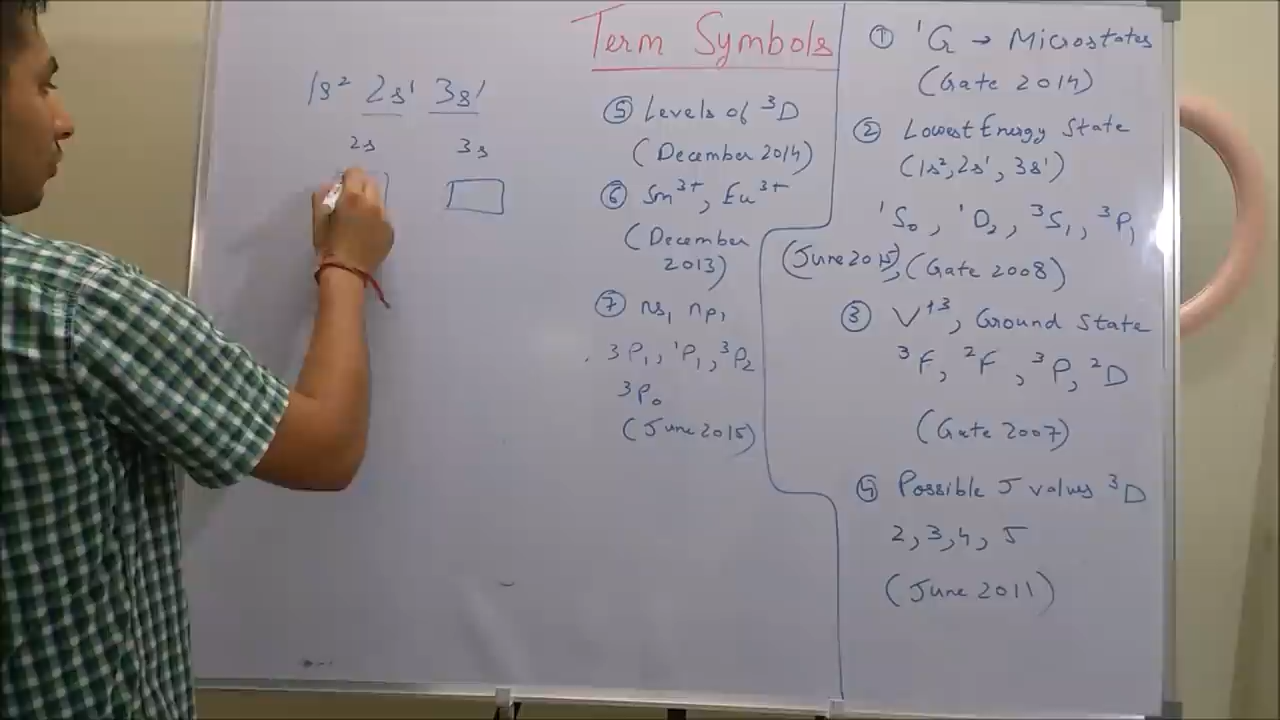 Term Symbols
1s² 2s¹ 3s¹
2s 3s
⑤ Levels of ³D
(December 2014)
⑥ Sm³⁺, Eu³⁺
(December
2013)
⑦ ns, np,
³P₁, ¹P₁, ³P₂
³P₀
(June 2015)
① ¹G → Microstates
(Gate 2014)
② Lowest Energy State
(1s², 2s¹, 3s¹)
¹S₀, ¹D₂, ³S₁, ³P₁
(June 2015), (Gate 2008)
③ V⁺³, Ground State
³F, ²F, ³P, ²D
(Gate 2007)
④ Possible J values ³D
2, 3, 4, 5
(June 2011)